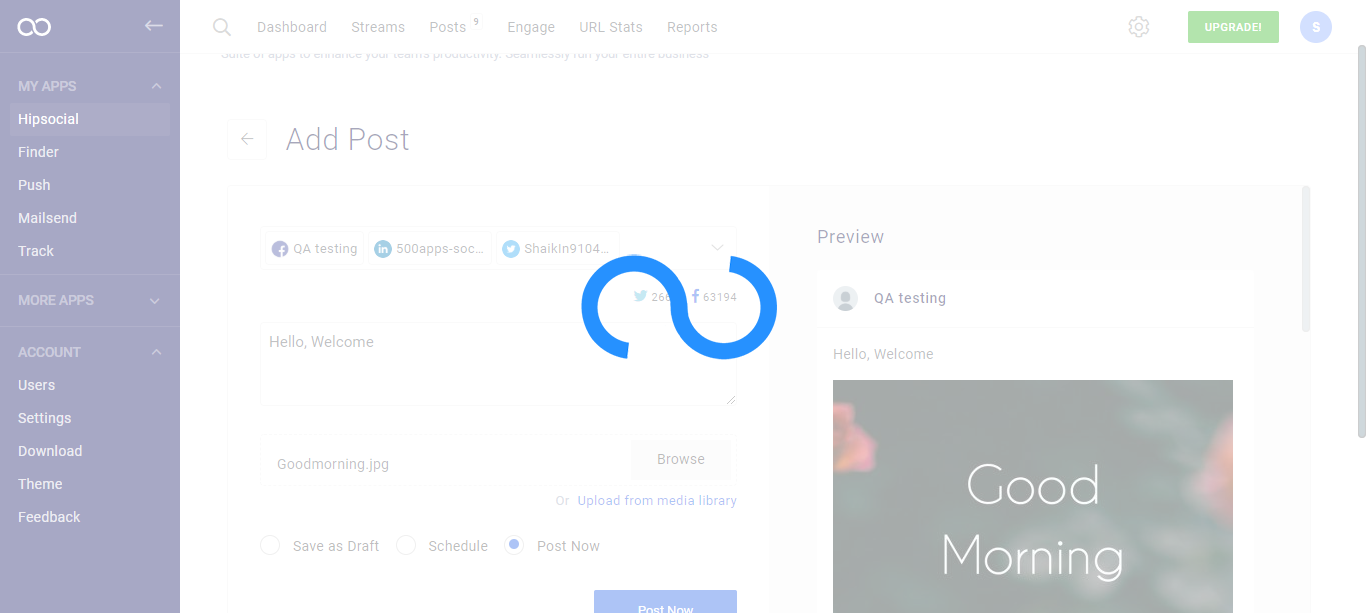 Dashboard Streams Posts 9 Engage URL Stats Reports UPGRADE! S
Suite of apps to enhance your team's productivity. Seamlessly run your entire business
MY APPS
Hipsocial
Finder
Push
Mailsend
Track
MORE APPS
ACCOUNT
Users
Settings
Download
Theme
Feedback
Add Post
QA testing 500apps-soc... Shaikin9104...
266 63194
Hello, Welcome
Goodmorning.jpg Browse
Or Upload from media library
Save as Draft Schedule Post Now
Post Now
Preview
QA testing
Hello, Welcome
Good
Morning